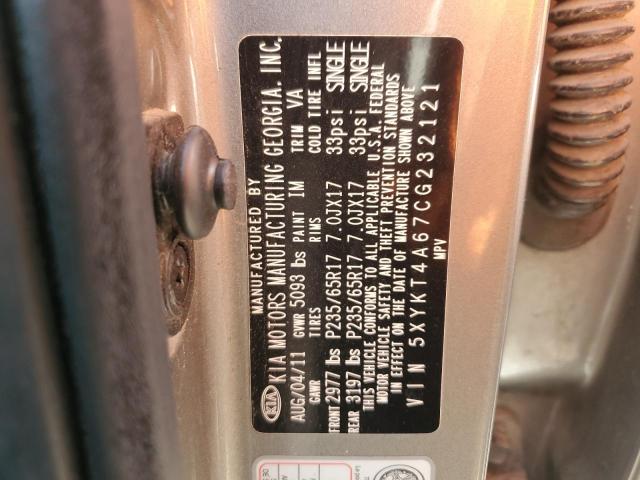 MANUFACTURED BY
KIA KIA MOTORS MANUFACTURING GEORGIA. INC.
AUG/04/11 GVWR 5093 lbs PAINT IM TRIM VA
GAWR TIRES RIMS COLD TIRE INFL
FRONT 2977 lbs P235/65R17 7.0JX17 33psi SINGLE
REAR 3197 lbs P235/65R17 7.0JX17 33psi SINGLE
THIS VEHICLE CONFORMS TO ALL APPLICABLE U.S.A. FEDERAL
MOTOR VEHICLE SAFETY AND THEFT PREVENTION STANDARDS
IN EFFECT ON THE DATE OF MANUFACTURE SHOWN ABOVE
VIN 5XYKT4A67CG232121
MPV